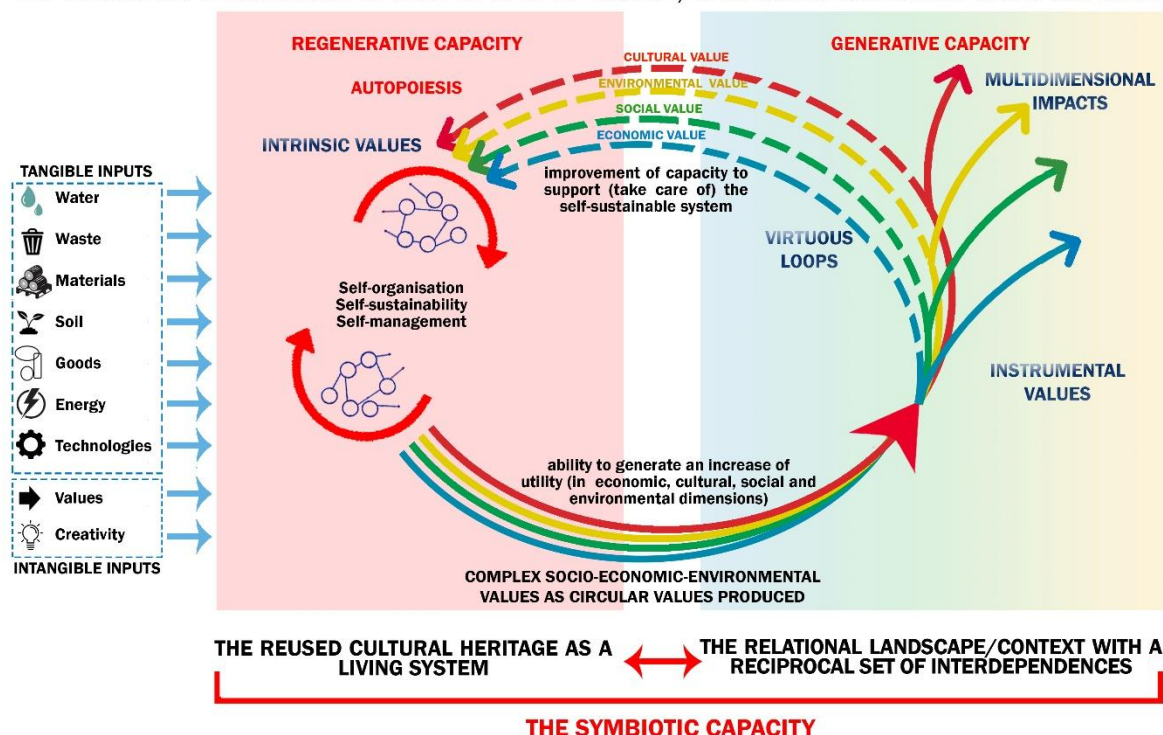 REGENERATIVE CAPACITY
GENERATIVE CAPACITY
CULTURAL VALUE
AUTOPOIESIS
ENVIRONMENTAL VALUE
MULTIDIMENSIONAL
IMPACTS
SOCIAL VALUE
INTRINSIC VALUES
ECONOMIC VALUE
improvement of capacity to
support (take care of) the
self-sustainable system
TANGIBLE INPUTS
Water
Waste
Materials
Soil
Goods
Energy
Technologies
Values
Creativity
INTANGIBLE INPUTS
VIRTUOUS
LOOPS
Self-organisation
Self-sustainability
Self-management
INSTRUMENTAL
VALUES
ability to generate an increase of
utility (in economic, cultural, social and
environmental dimensions)
COMPLEX SOCIO-ECONOMIC-ENVIRONMENTAL
VALUES AS CIRCULAR VALUES PRODUCED
THE REUSED CULTURAL HERITAGE AS A
LIVING SYSTEM
THE RELATIONAL LANDSCAPE/CONTEXT WITH A
RECIPROCAL SET OF INTERDEPENDENCES
THE SYMBIOTIC CAPACITY